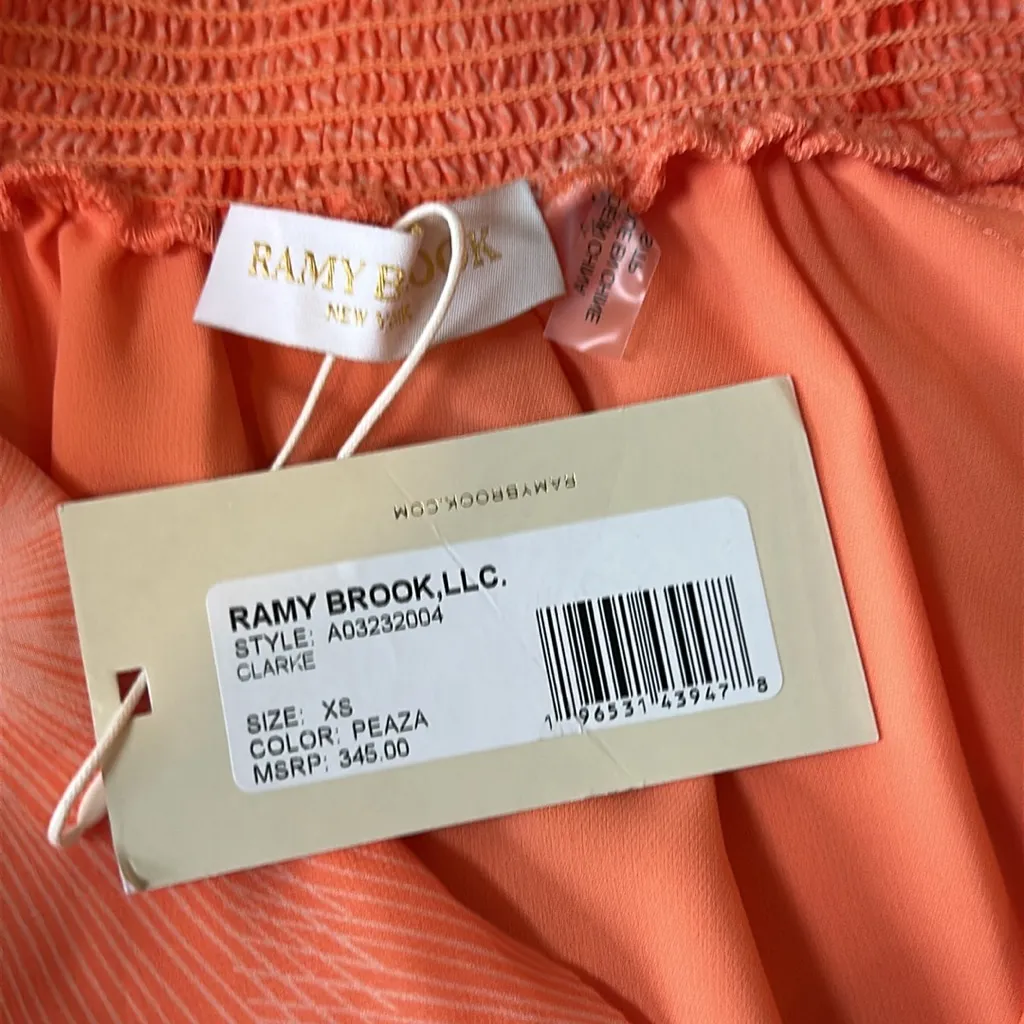 RAMY BROOK
NEW YORK
RAMYBROOK.COM
RAMY BROOK,LLC.
STYLE: A03232004
CLARKE
SIZE: XS
COLOR: PEAZA
MSRP: 345.00
1 96531 43947 8